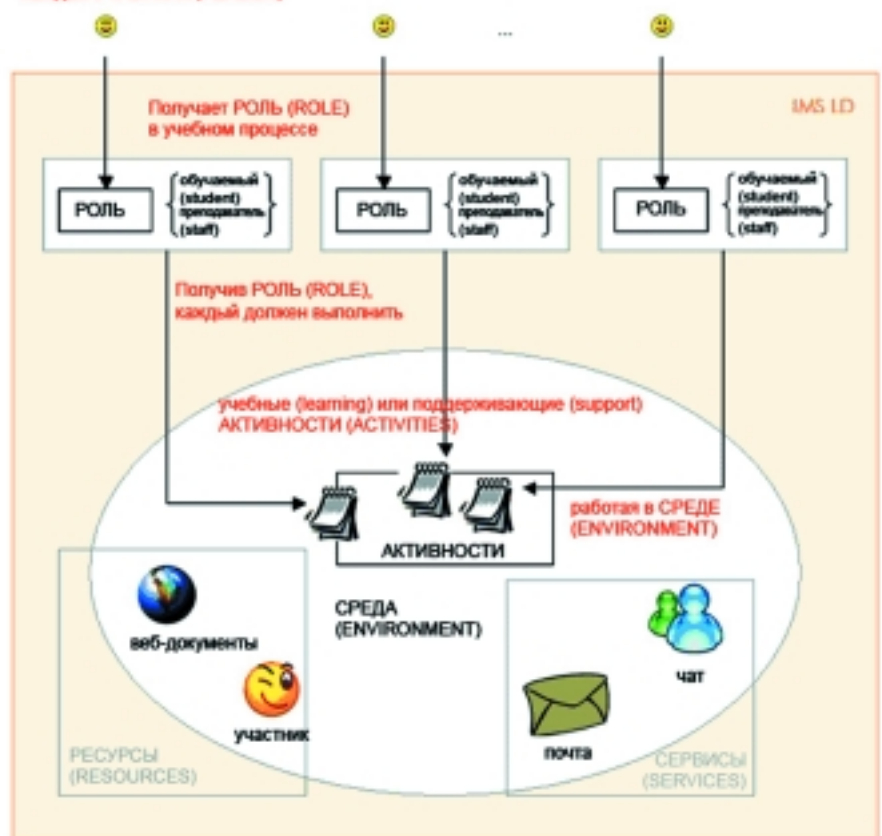 ...
Получает РОЛЬ (ROLE)
в учебном процессе
IMS LD
РОЛЬ
обучаемый
(student)
преподаватель
(staff)
РОЛЬ
обучаемый
(student)
преподаватель
(staff)
РОЛЬ
обучаемый
(student)
преподаватель
(staff)
Получив РОЛЬ (ROLE),
каждый должен выполнить
учебные (learning) или поддерживающие (support)
АКТИВНОСТИ (ACTIVITIES)
работая в СРЕДЕ
(ENVIRONMENT)
АКТИВНОСТИ
СРЕДА
(ENVIRONMENT)
веб-документы
участник
РЕСУРСЫ
(RESOURCES)
чат
почта
СЕРВИСЫ
(SERVICES)